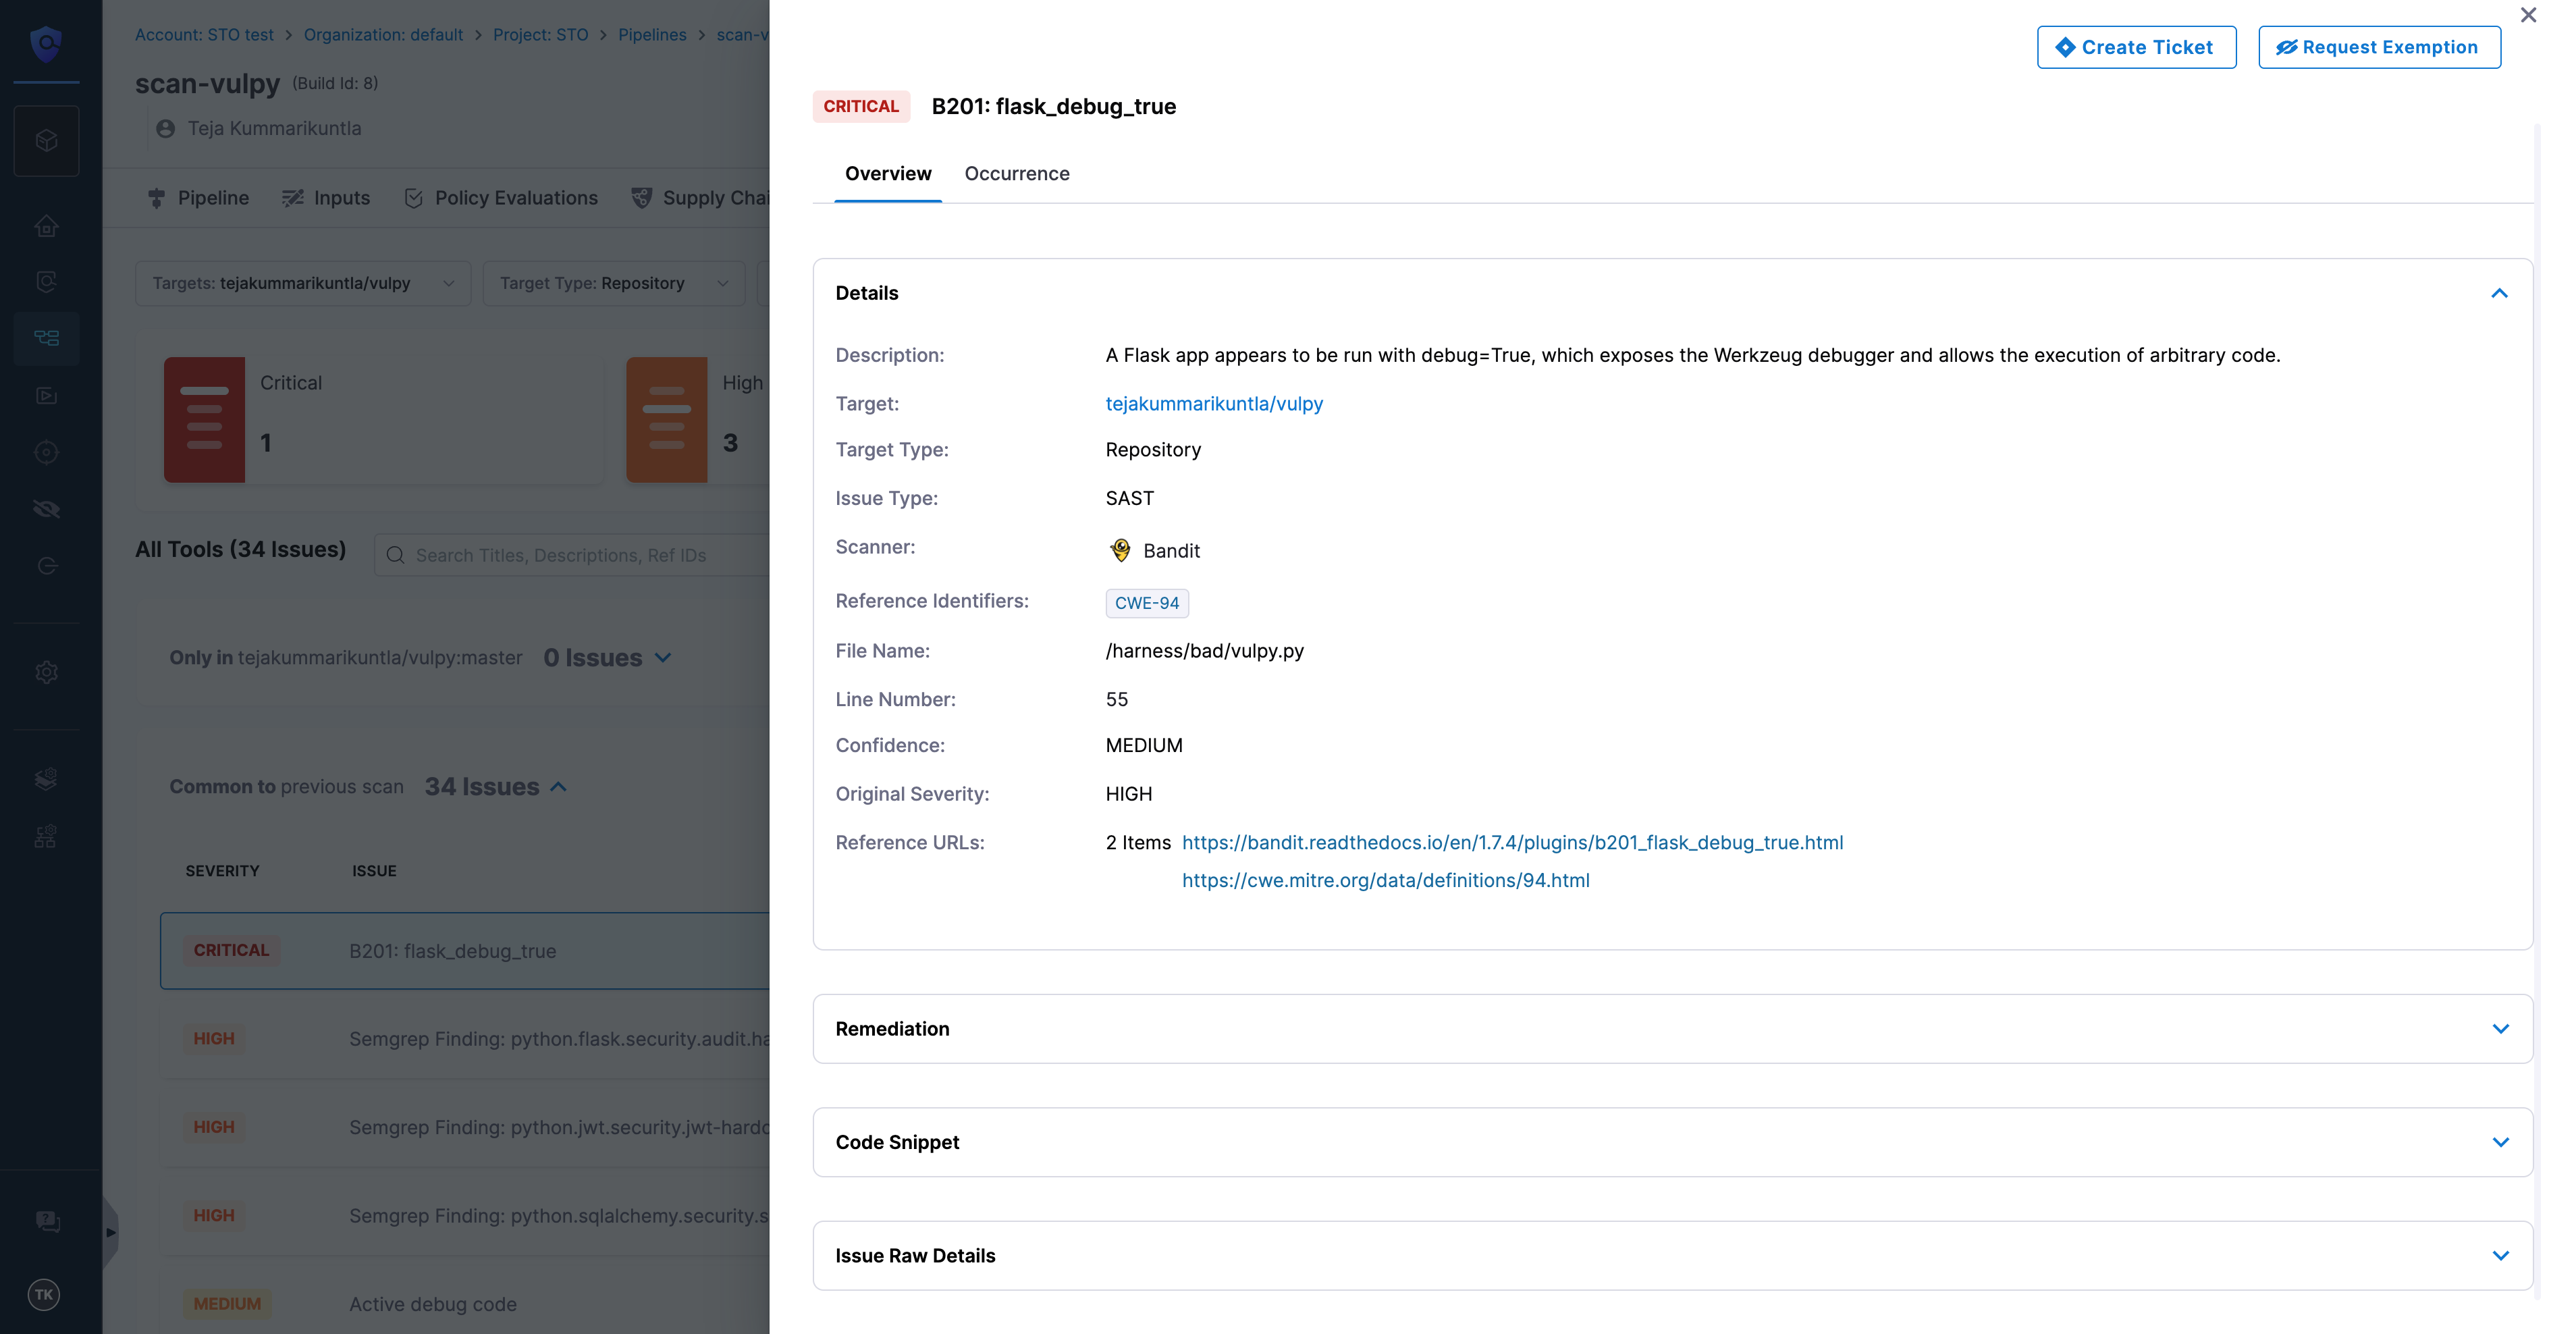 Account: STO test > Organization: default > Project: STO > Pipelines > scan-v
scan-vulpy (Build Id: 8)
Teja Kummarikuntla
Pipeline Inputs Policy Evaluations Supply Chai
Targets: tejakummarikuntla/vulpy Target Type: Repository
Critical
1
High
3
All Tools (34 Issues) Search Titles, Descriptions, Ref IDs
Only in tejakummarikuntla/vulpy:master 0 Issues
Common to previous scan 34 Issues
SEVERITY ISSUE
CRITICAL B201: flask_debug_true
HIGH Semgrep Finding: python.flask.security.audit.ha
HIGH Semgrep Finding: python.jwt.security.jwt-hardc
HIGH Semgrep Finding: python.sqlalchemy.security.s
MEDIUM Active debug code
TK
Create Ticket Request Exemption
CRITICAL B201: flask_debug_true
Overview Occurrence
Details
Description: A Flask app appears to be run with debug=True, which exposes the Werkzeug debugger and allows the execution of arbitrary code.
Target: tejakummarikuntla/vulpy
Target Type: Repository
Issue Type: SAST
Scanner: Bandit
Reference Identifiers: CWE-94
File Name: /harness/bad/vulpy.py
Line Number: 55
Confidence: MEDIUM
Original Severity: HIGH
Reference URLs: 2 Items https://bandit.readthedocs.io/en/1.7.4/plugins/b201_flask_debug_true.html
https://cwe.mitre.org/data/definitions/94.html
Remediation
Code Snippet
Issue Raw Details